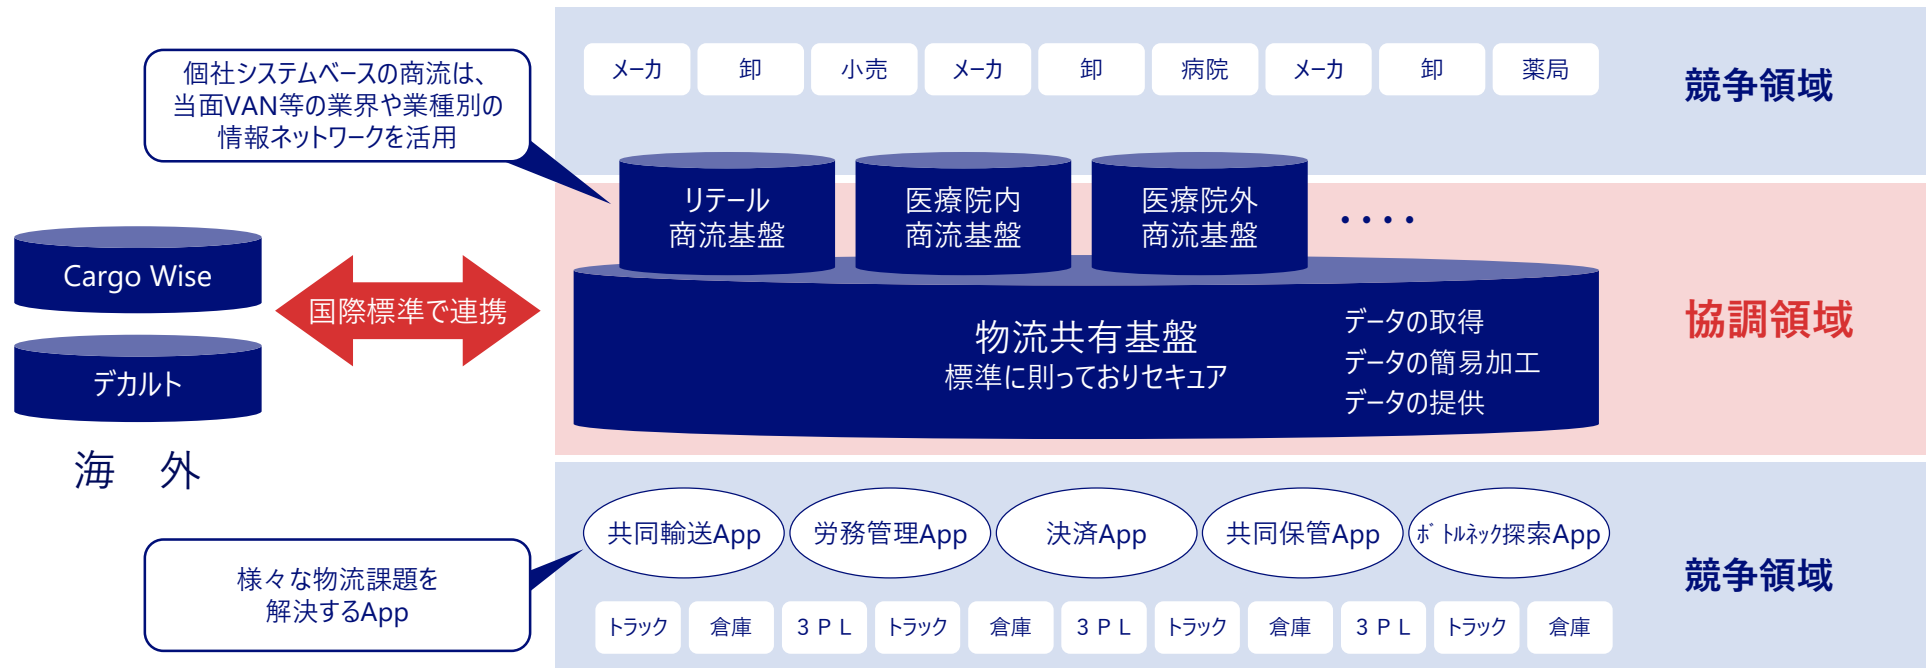 メーカ
卸
小売
メーカ
卸
病院
メーカ
卸
薬局
競争領域
個社システムベースの商流は、
当面VAN等の業界や業種別の
情報ネットワークを活用
リテール
商流基盤
医療院内
商流基盤
医療院外
商流基盤
・・・・
Cargo Wise
デカルト
海 外
国際標準で連携
物流共有基盤
標準に則っておりセキュア
データの取得
データの簡易加工
データの提供
協調領域
共同輸送App
労務管理App
決済App
共同保管App
ボトルネック探索App
競争領域
様々な物流課題を
解決するApp
トラック
倉庫
３ＰＬ
トラック
倉庫
３ＰＬ
トラック
倉庫
３ＰＬ
トラック
倉庫